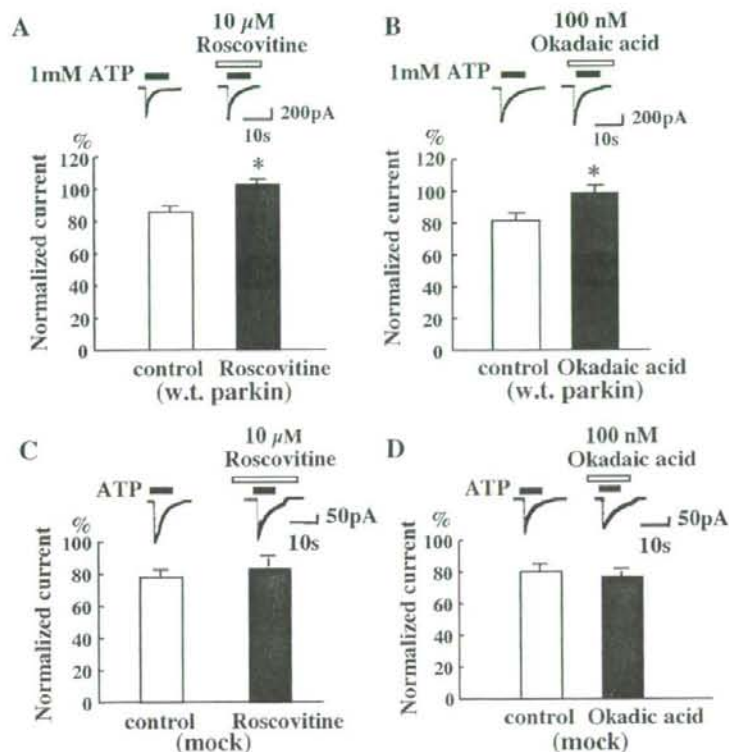 A
10 μM
Roscovitine
1mM ATP
200pA
10s
%
Normalized current
120
100
80
60
40
20
0
*
control Roscovitine
(w.t. parkin)
B
100 nM
Okadaic acid
1mM ATP
200pA
10s
%
Normalized current
120
100
80
60
40
20
0
*
control Okadaic acid
(w.t. parkin)
C
10 μM
Roscovitine
ATP
50pA
10s
%
Normalized current
100
80
60
40
20
0
control Roscovitine
(mock)
D
100 nM
Okadaic acid
ATP
50pA
10s
%
Normalized current
100
80
60
40
20
0
control Okadic acid
(mock)